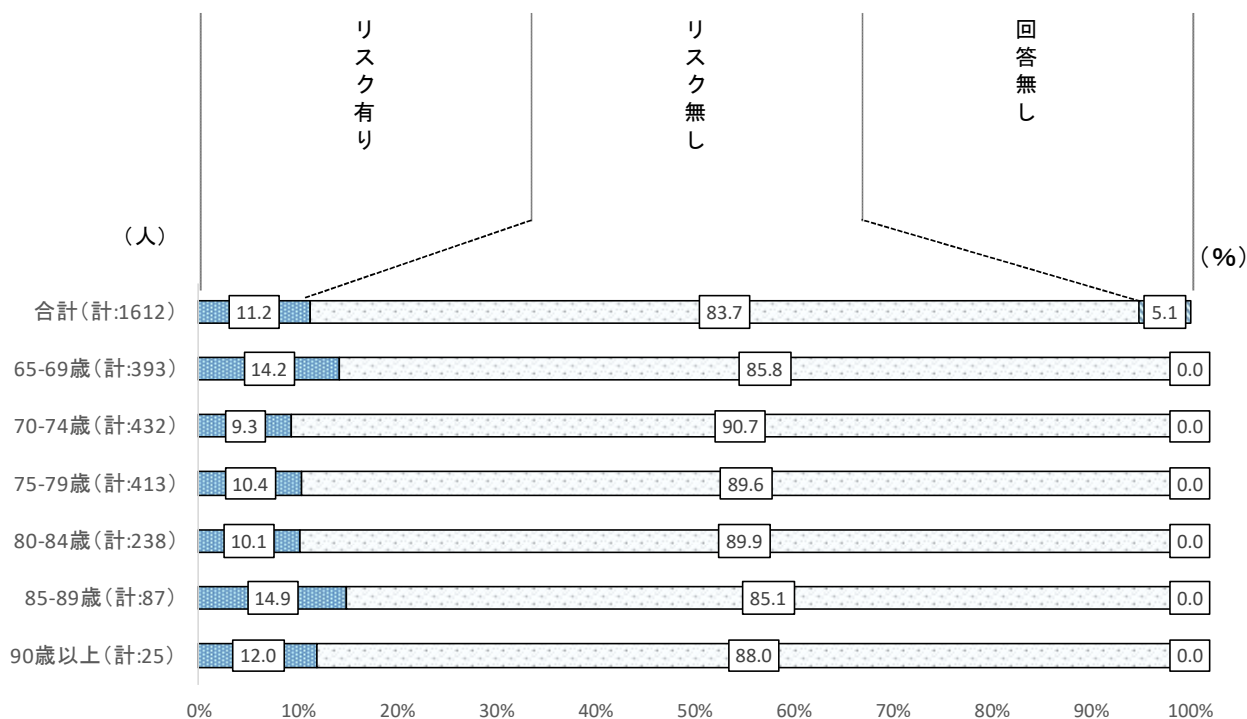 リスク有り
リスク無し
回答無し
（人）
（%）
合計（計:1612） 11.2 83.7 5.1
65-69歳（計:393） 14.2 85.8 0.0
70-74歳（計:432） 9.3 90.7 0.0
75-79歳（計:413） 10.4 89.6 0.0
80-84歳（計:238） 10.1 89.9 0.0
85-89歳（計:87） 14.9 85.1 0.0
90歳以上（計:25） 12.0 88.0 0.0
0% 10% 20% 30% 40% 50% 60% 70% 80% 90% 100%